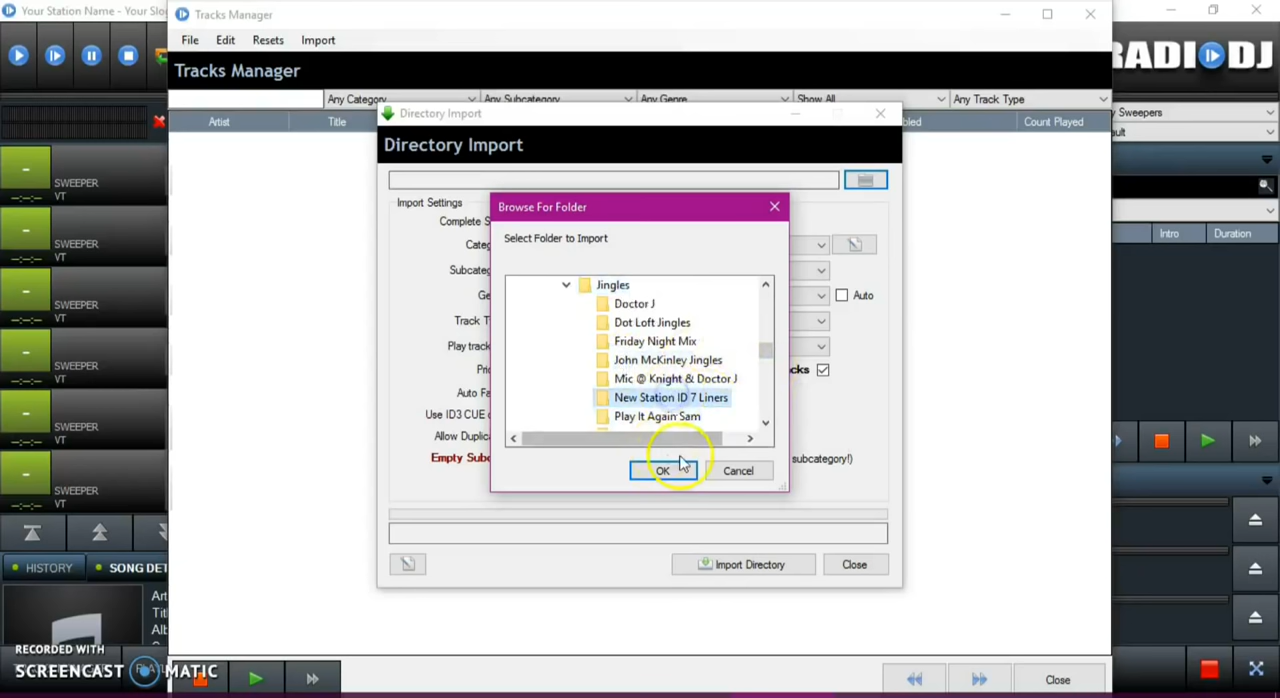 Your Station Name - Your Slo
Tracks Manager
File Edit Resets Import
Tracks Manager
RADIODJ
Any Category Any Subcategory Any Genre Show All Any Track Type
Sweepers
Artist Title Count Played
Directory Import
Directory Import
Import Settings
Browse For Folder
Select Folder to Import
Jingles
Doctor J
Dot Loft Jingles
Friday Night Mix
John McKinley Jingles
Mic @ Knight & Doctor J
New Station ID 7 Liners
Play It Again Sam
OK Cancel
Complete S
Categ
Subcateg
Ge
Auto
Track T
Play track
Pri
cks
Auto Fa
Use ID3 CUE
Allow Duplic
Empty Subc
subcategory!)
Import Directory Close
Intro Duration
- SWEEPER
-:--:- VT
- SWEEPER
-:--:- VT
- SWEEPER
-:--:- VT
- SWEEPER
-:--:- VT
- SWEEPER
-:--:- VT
- SWEEPER
-:--:- VT
HISTORY SONG DET
Art
Titl
Alb
RECORDED WITH
SCREENCAST MATIC
Close